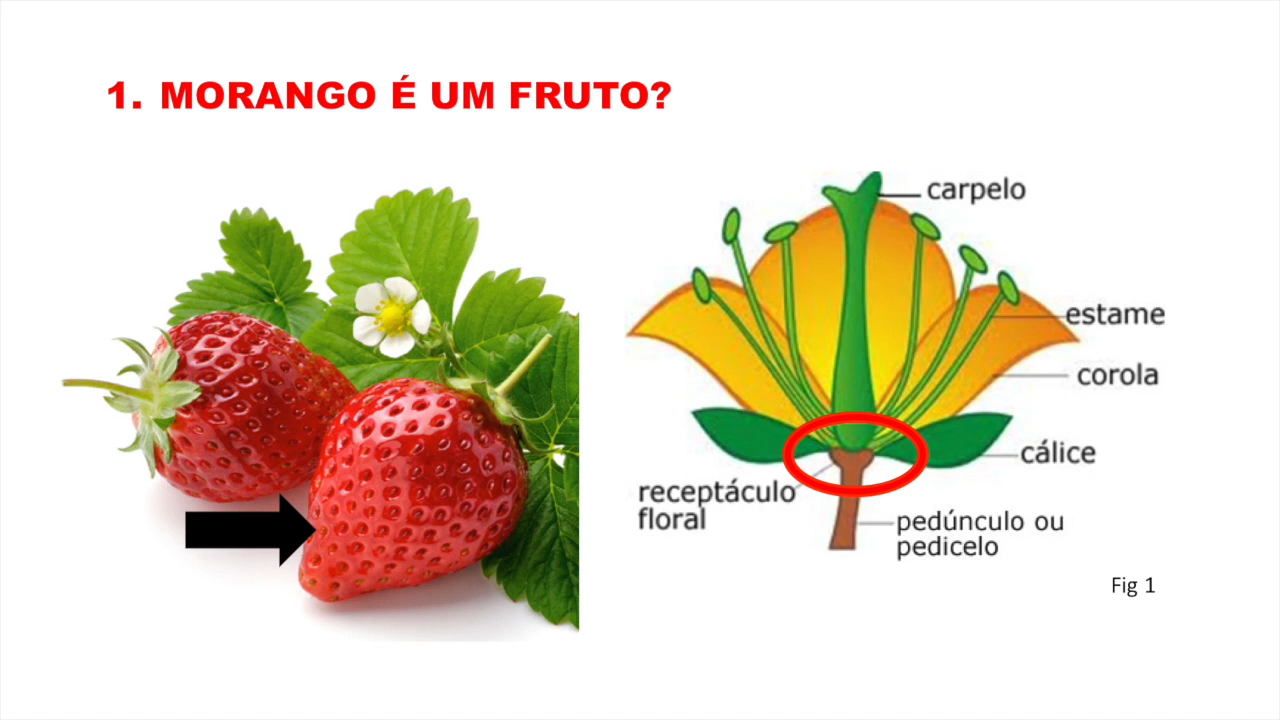 1. MORANGO É UM FRUTO?
carpelo
estame
corola
cálice
receptáculo
floral
pedúnculo ou
pedicelo
Fig 1